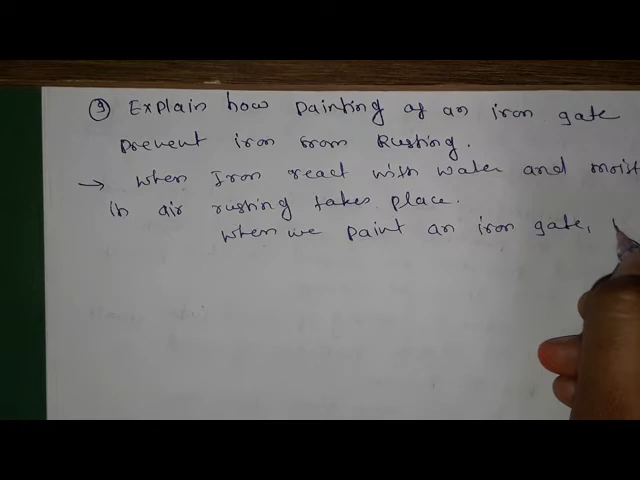 9 Explain how painting of an iron gate
prevent iron from Rusting.
→ when Iron react with water and moist
in air rusting takes place.
when we paint an iron gate,